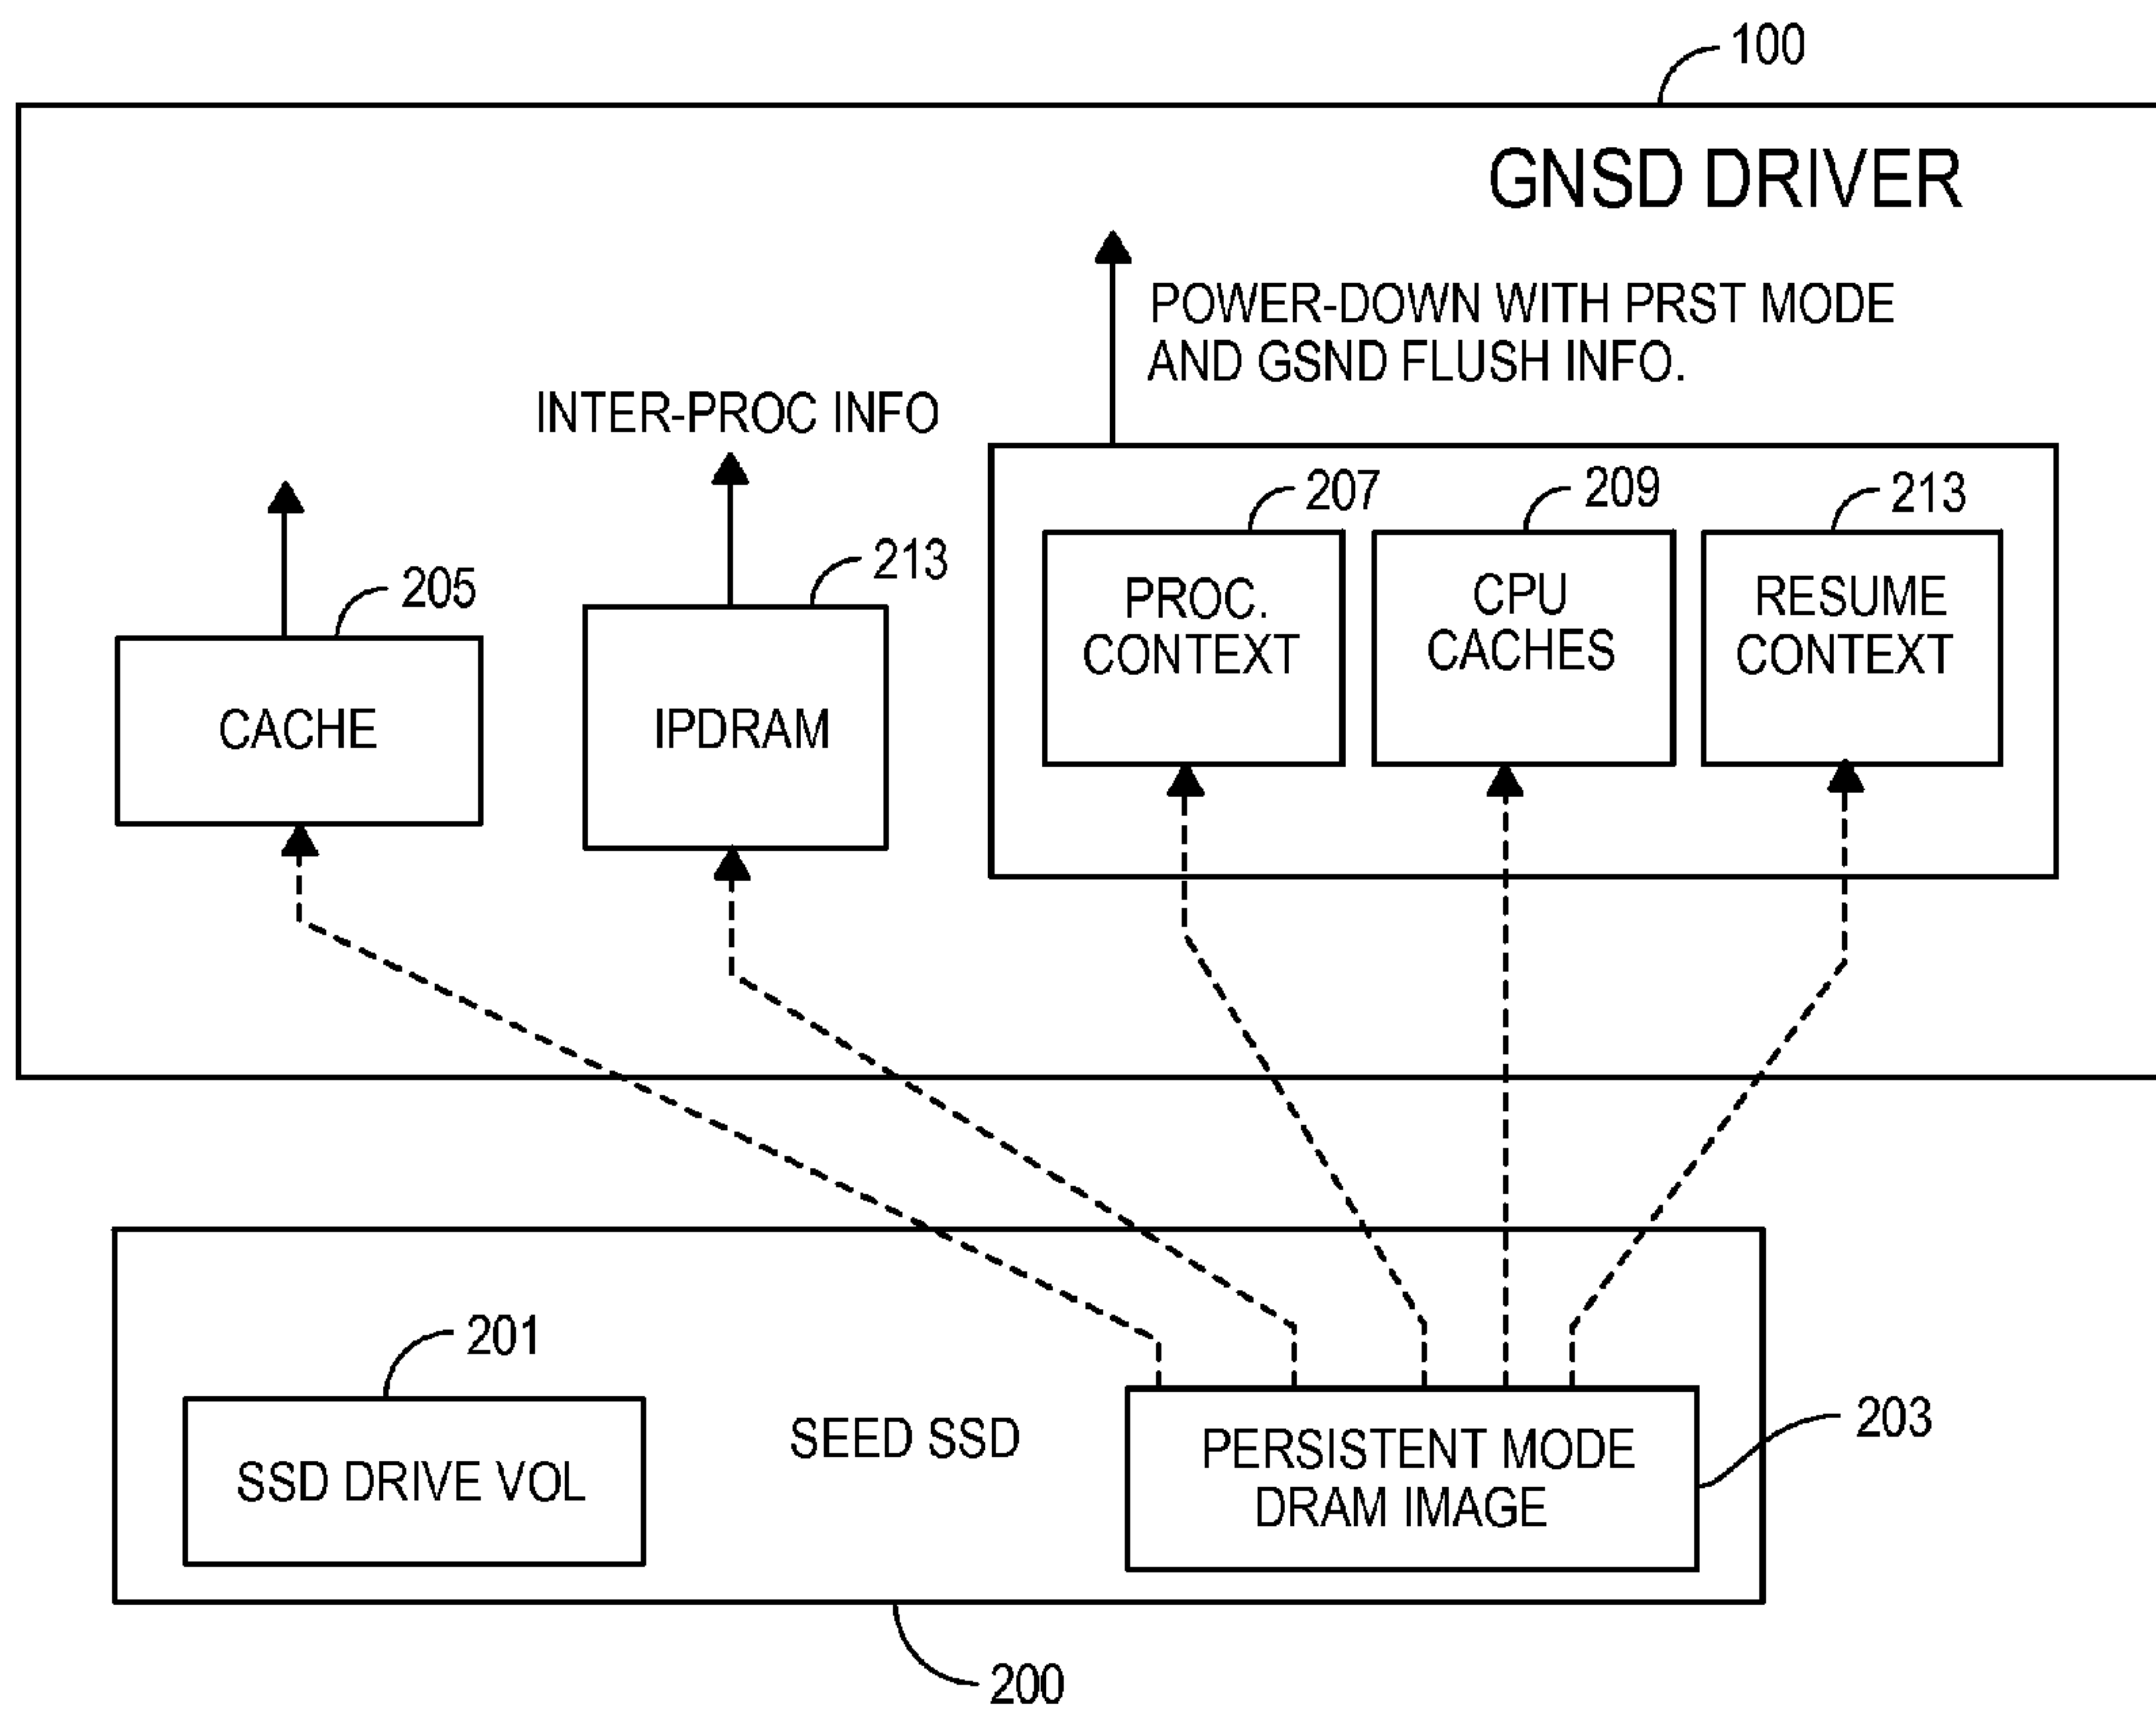 100
GNSD DRIVER
POWER-DOWN WITH PRST MODE
AND GSND FLUSH INFO.
INTER-PROC INFO
207
209
213
213
205
PROC.
CONTEXT
CPU
CACHES
RESUME
CONTEXT
CACHE
IPDRAM
201
SSD DRIVE VOL
SEED SSD
PERSISTENT MODE
DRAM IMAGE
203
200